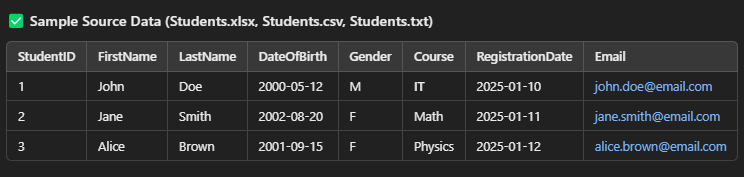 ✅ Sample Source Data (Students.xlsx, Students.csv, Students.txt)
StudentID FirstName LastName DateOfBirth Gender Course RegistrationDate Email
1 John Doe 2000-05-12 M IT 2025-01-10 john.doe@email.com
2 Jane Smith 2002-08-20 F Math 2025-01-11 jane.smith@email.com
3 Alice Brown 2001-09-15 F Physics 2025-01-12 alice.brown@email.com